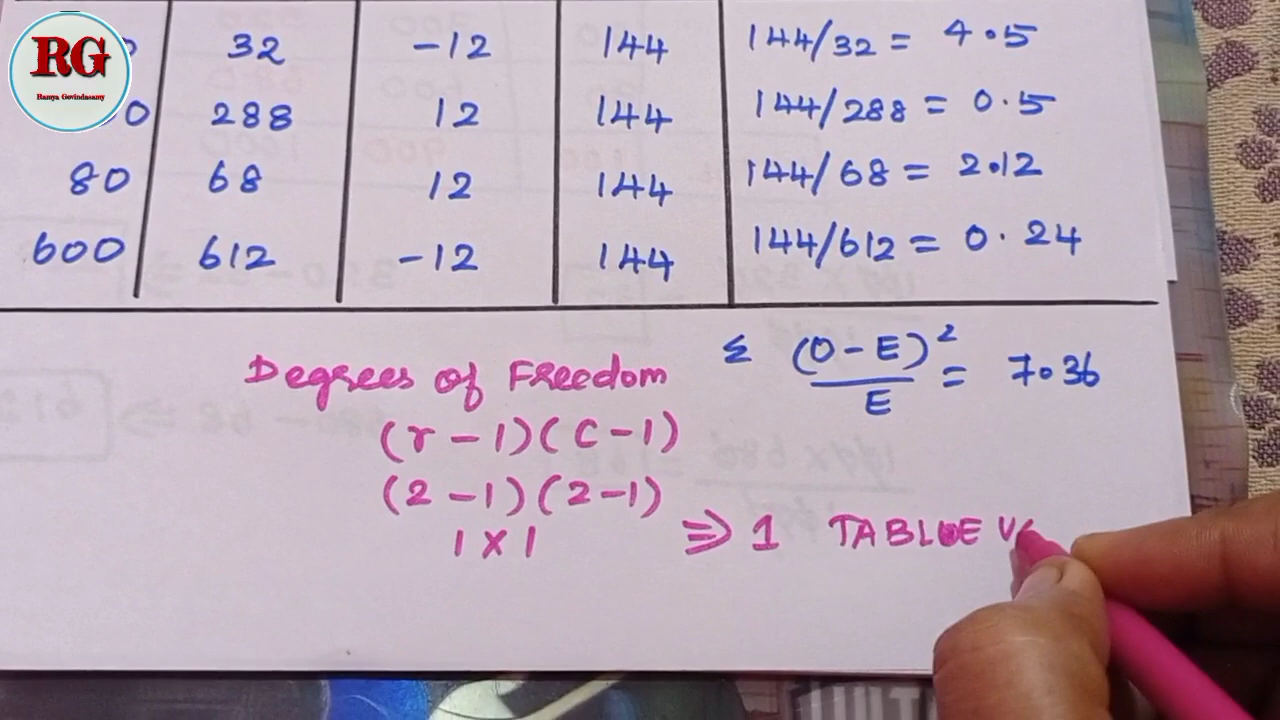 RG
Ramya Govindasamy
32 -12 144 144/32 = 4.5
0 288 12 144 144/288 = 0.5
80 68 12 144 144/68 = 2.12
600 612 -12 144 144/612 = 0.24
Σ (O-E)²/E = 7.36
Degrees of Freedom
(r-1)(C-1)
(2-1)(2-1)
1 X 1 ⇒ 1 TABLE V